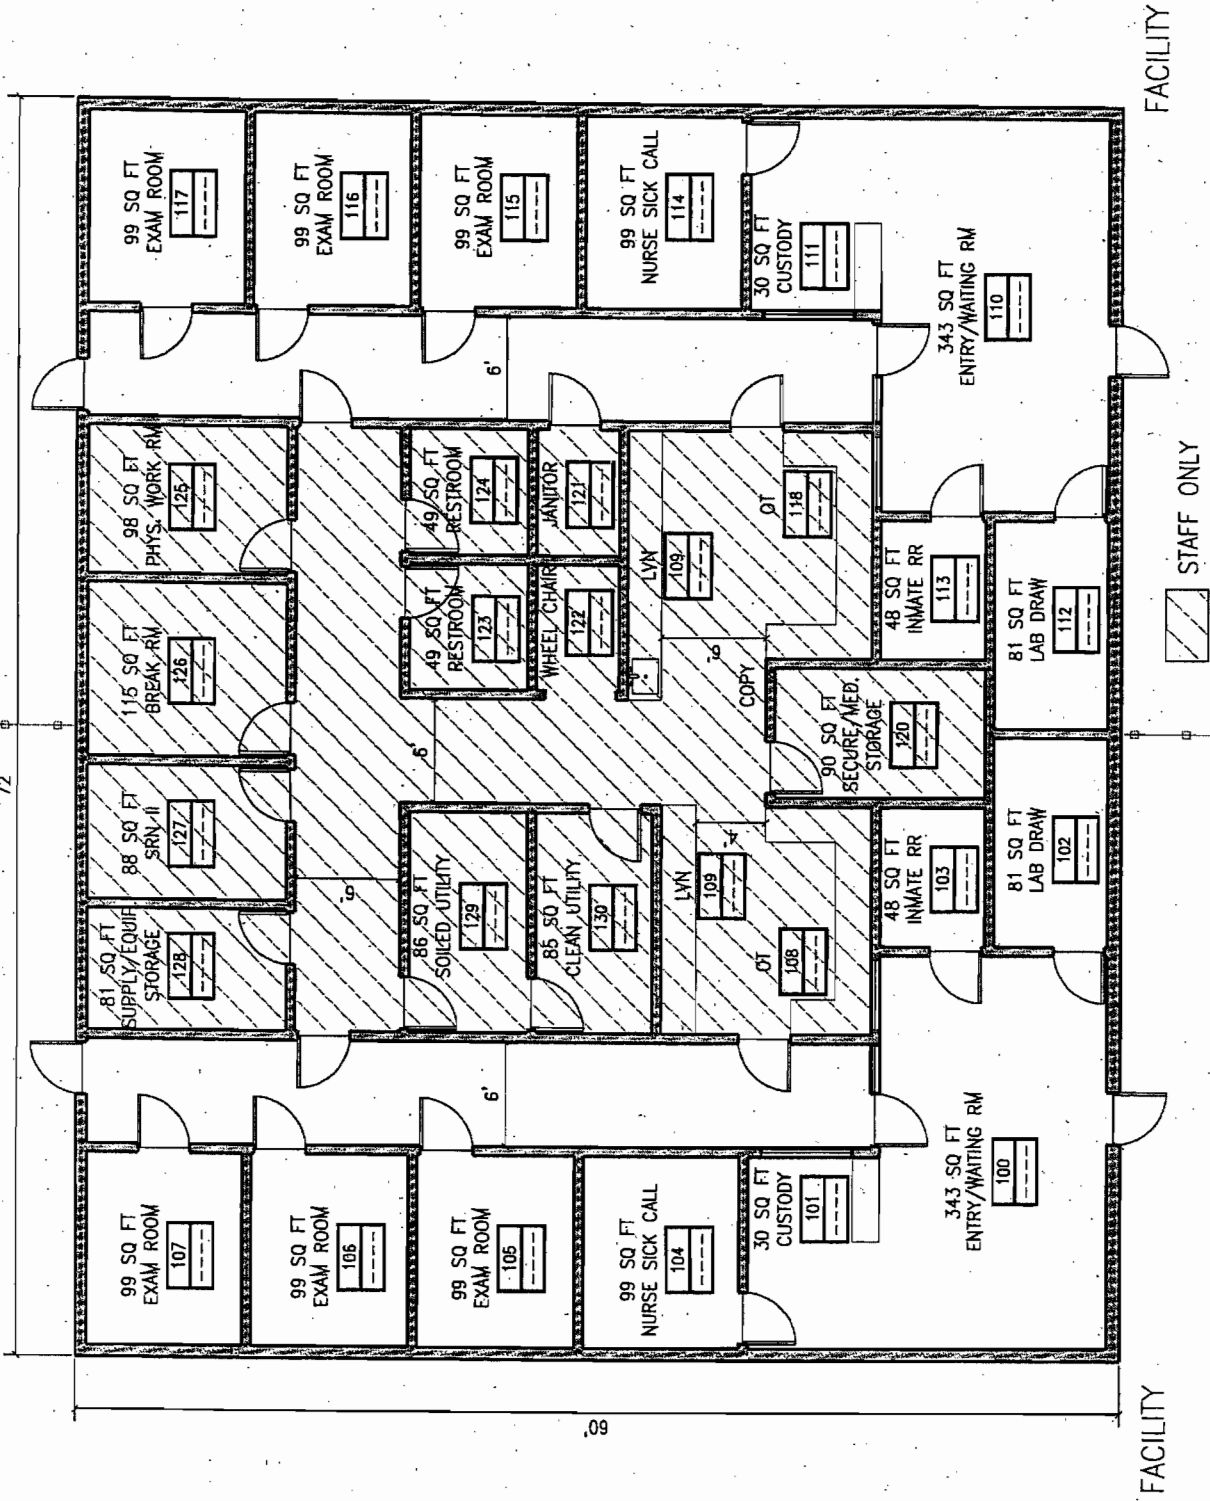 72
60'
FACILITY
FACILITY
STAFF ONLY
99 SQ FT
EXAM ROOM
107
99 SQ FT
EXAM ROOM
106
99 SQ FT
EXAM ROOM
105
99 SQ FT
NURSE SICK CALL
104
30 SQ FT
CUSTODY
101
343 SQ FT
ENTRY/WAITING RM
100
6'
81 SQ FT
SUPPLY/EQUIP
STORAGE
128
88 SQ FT
SRN II
127
115 SQ FT
BREAK RM
126
98 SQ FT
PHYS. WORK RM
125
6'
6'
86 SQ FT
SOILED UTILITY
129
85 SQ FT
CLEAN UTILITY
130
49 SQ FT
RESTROOM
123
49 SQ FT
RESTROOM
124
WHEEL CHAIR
122
JANITOR
121
LVN
109
4'
OT
108
LVN
109
6'
OT
118
COPY
90 SQ FT
SECURE/MED.
STORAGE
120
48 SQ FT
INMATE RR
103
48 SQ FT
INMATE RR
113
81 SQ FT
LAB DRAW
102
81 SQ FT
LAB DRAW
112
6'
99 SQ FT
EXAM ROOM
117
99 SQ FT
EXAM ROOM
116
99 SQ FT
EXAM ROOM
115
99 SQ FT
NURSE SICK CALL
114
30 SQ FT
CUSTODY
111
343 SQ FT
ENTRY/WAITING RM
110